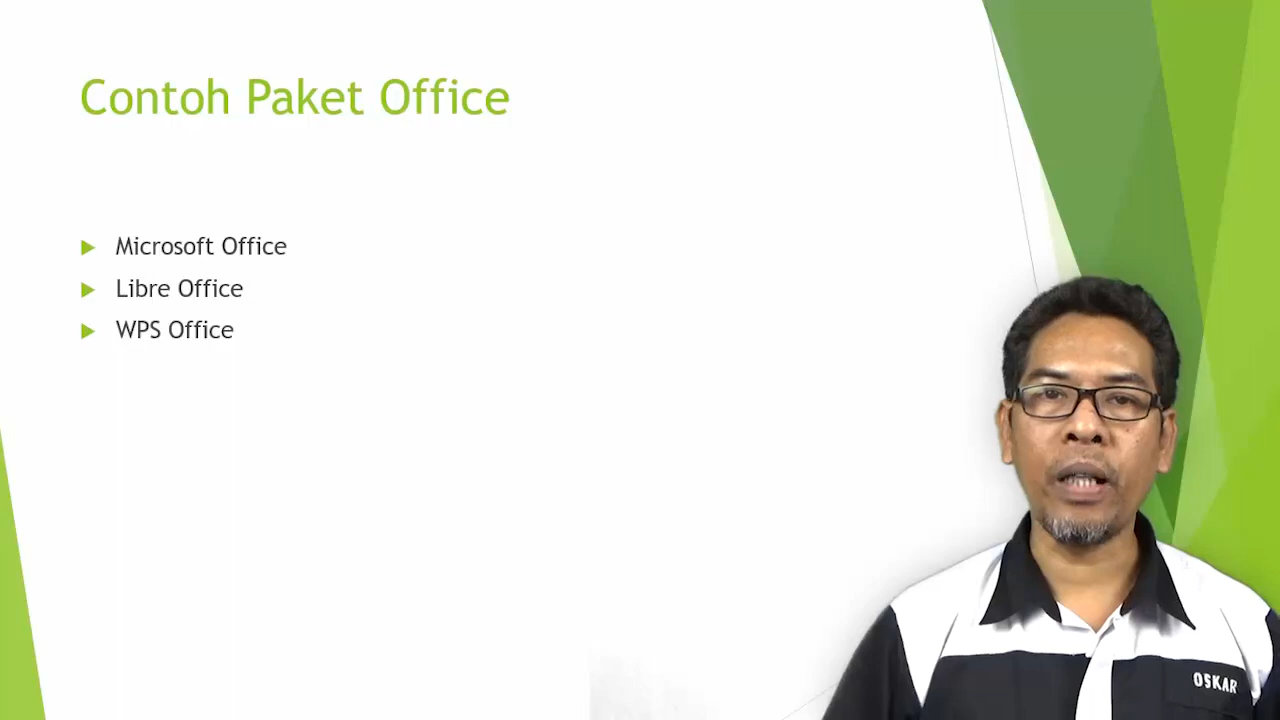 Contoh Paket Office
Microsoft Office
Libre Office
WPS Office
OSKAR